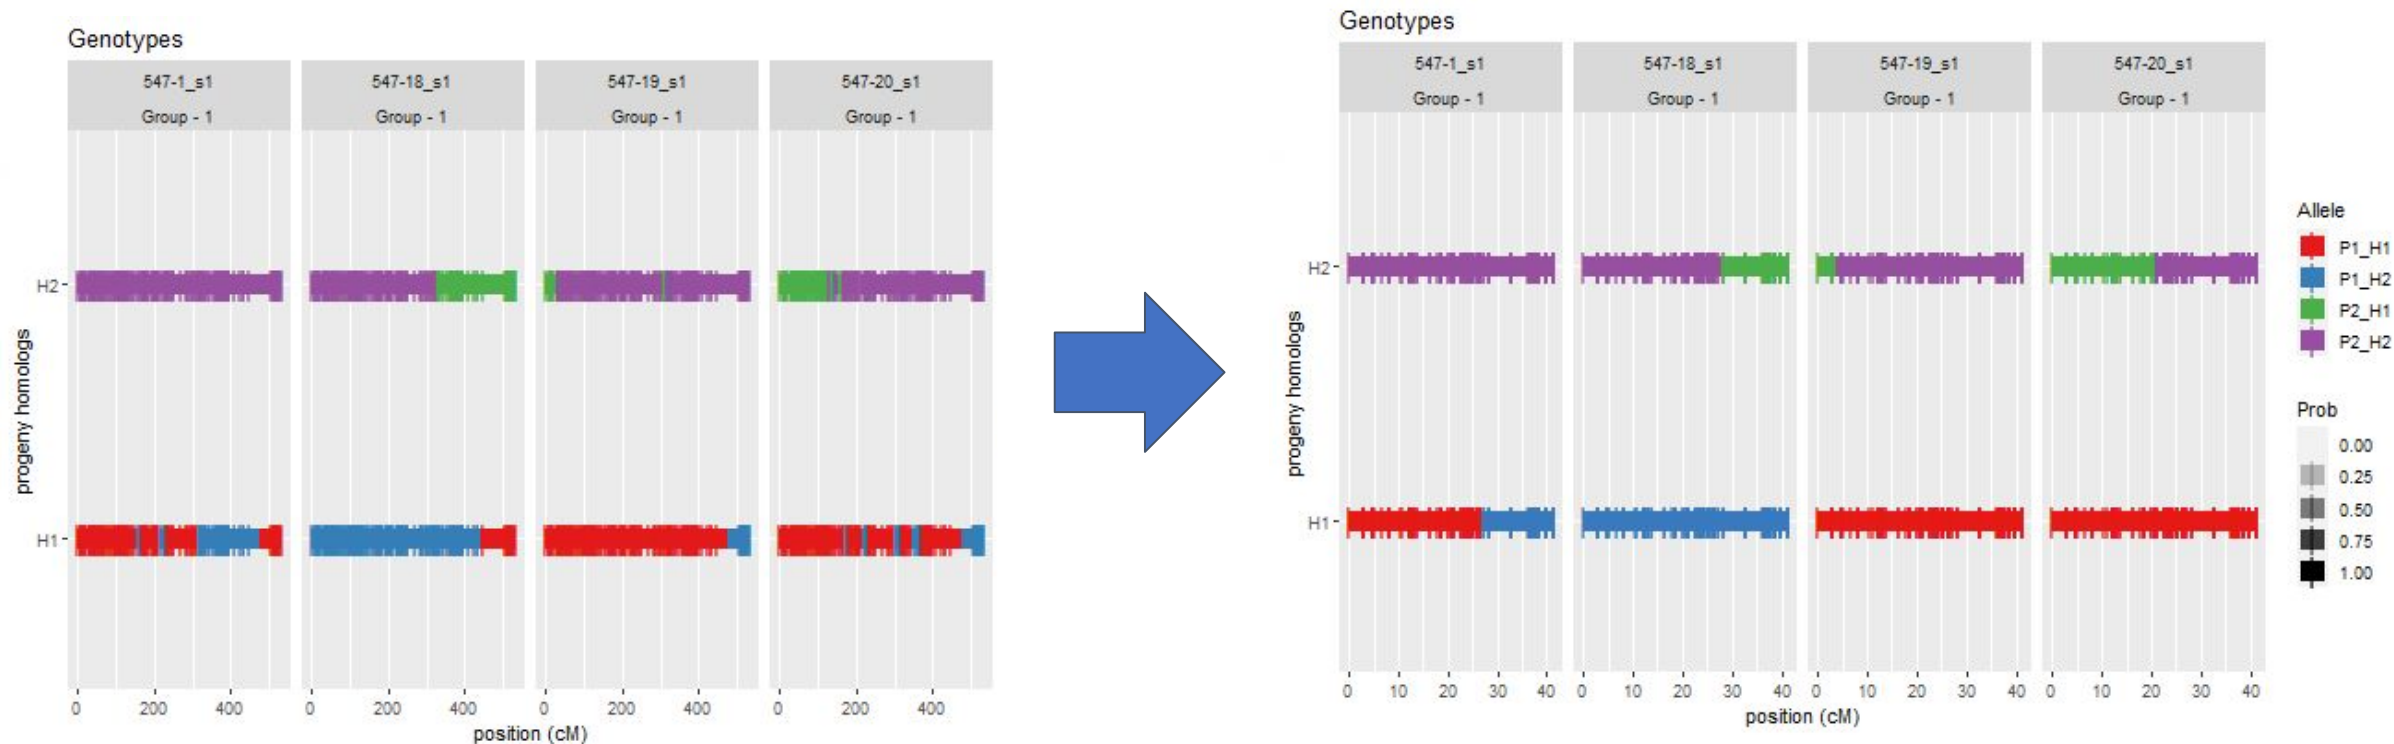 Genotypes
547-1_s1 547-18_s1 547-19_s1 547-20_s1
Group - 1 Group - 1 Group - 1 Group - 1
H2
progeny homologs
H1
0 200 400 0 200 400 0 200 400 0 200 400
position (cM)
Genotypes
547-1_s1 547-18_s1 547-19_s1 547-20_s1
Group - 1 Group - 1 Group - 1 Group - 1
H2
progeny homologs
H1
0 10 20 30 40 0 10 20 30 40 0 10 20 30 40 0 10 20 30 40
position (cM)
Allele
P1_H1
P1_H2
P2_H1
P2_H2
Prob
0.00
0.25
0.50
0.75
1.00